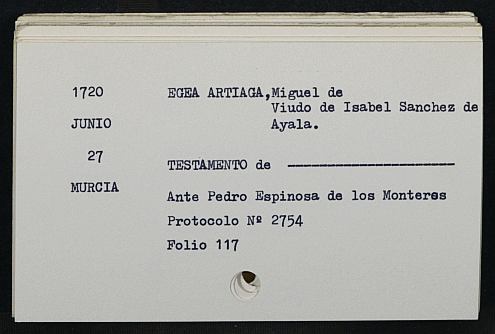 1720
EGEA ARTIAGA, Miguel de
Viudo de Isabel Sanchez de
JUNIO
Ayala.
27
TESTAMENTO de ----------------------
MURCIA
Ante Pedro Espinosa de los Monteros
Protocolo Nº 2754
Folio 117